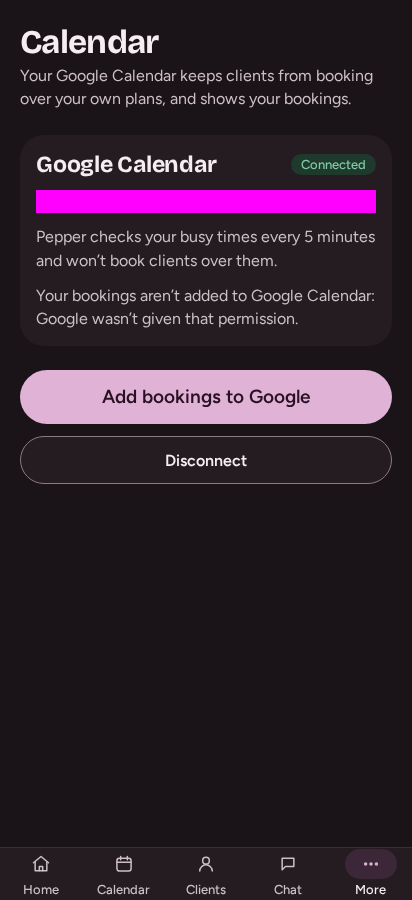 Calendar
Your Google Calendar keeps clients from booking
over your own plans, and shows your bookings.
Google Calendar
Connected
Pepper checks your busy times every 5 minutes
and won’t book clients over them.
Your bookings aren’t added to Google Calendar:
Google wasn’t given that permission.
Add bookings to Google
Disconnect
Home
Calendar
Clients
Chat
More